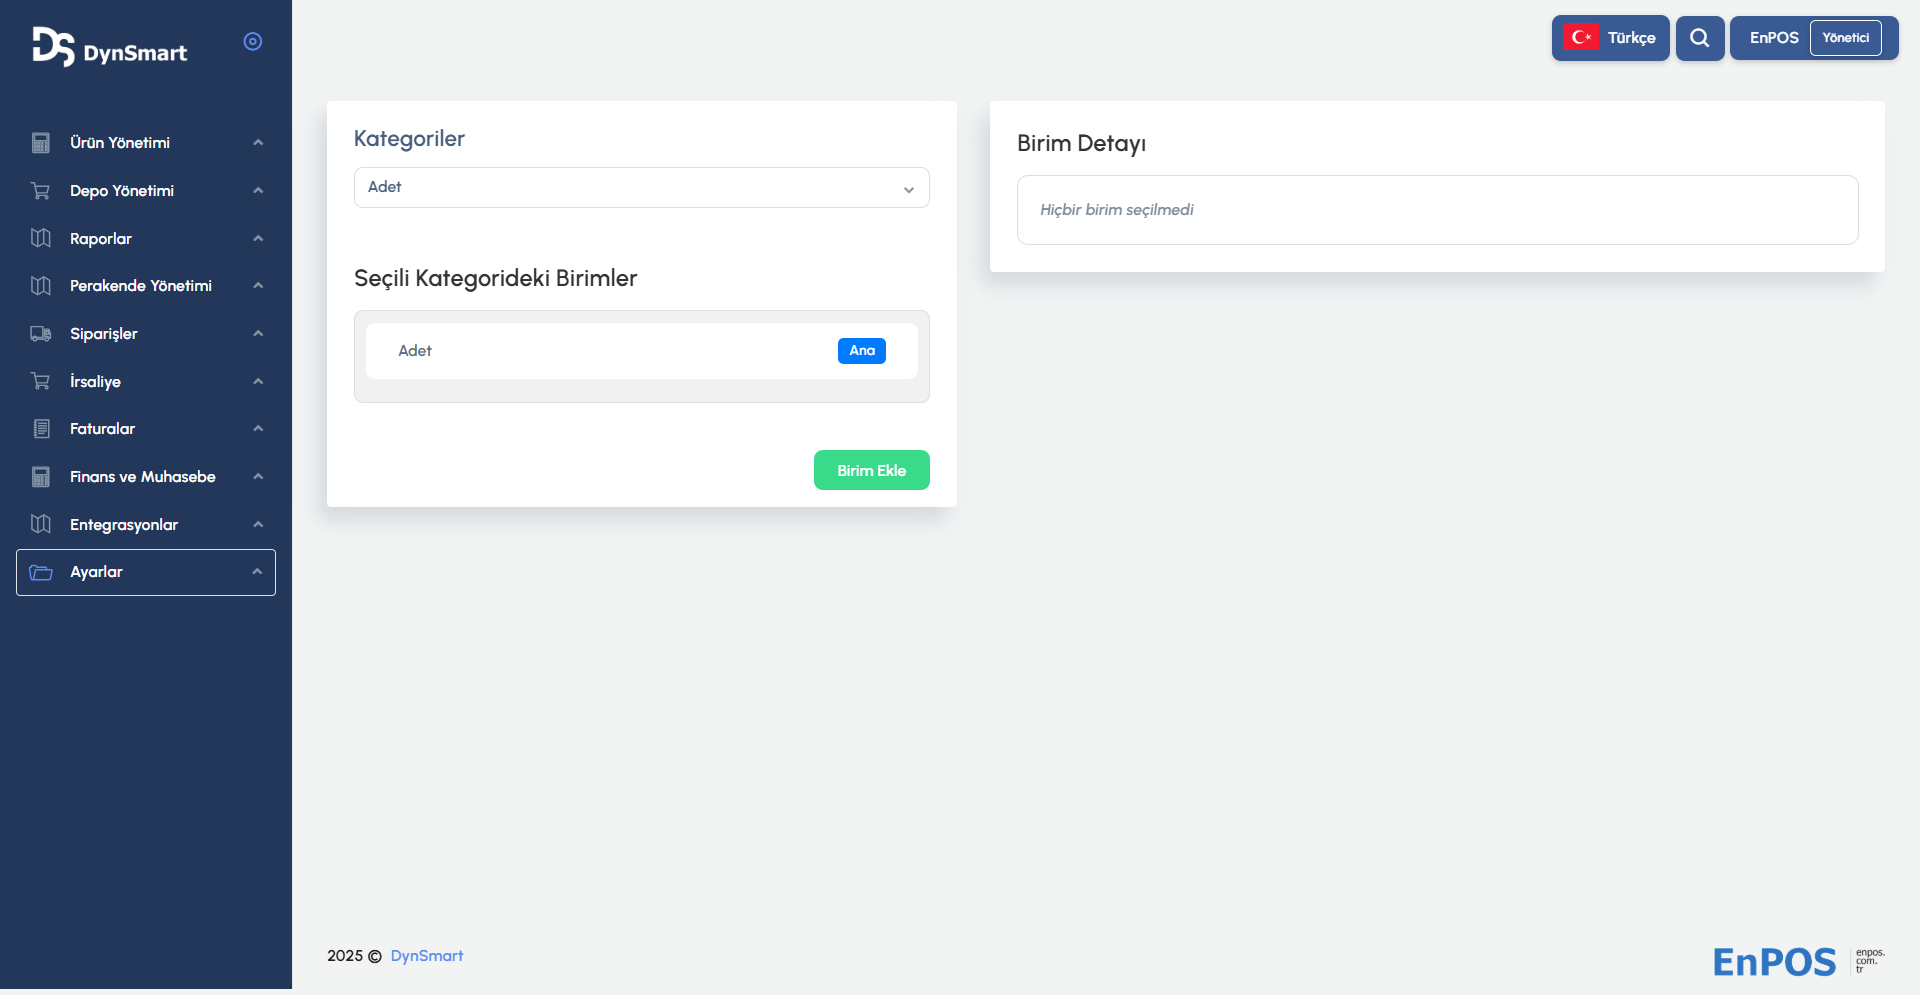 DS DynSmart
Türkçe
EnPOS Yönetici
Ürün Yönetimi
Depo Yönetimi
Raporlar
Perakende Yönetimi
Siparişler
İrsaliye
Faturalar
Finans ve Muhasebe
Entegrasyonlar
Ayarlar
Kategoriler
Adet
Seçili Kategorideki Birimler
Adet Ana
Birim Ekle
Birim Detayı
Hiçbir birim seçilmedi
2025 © DynSmart
EnPOS
enpos.
com.
tr